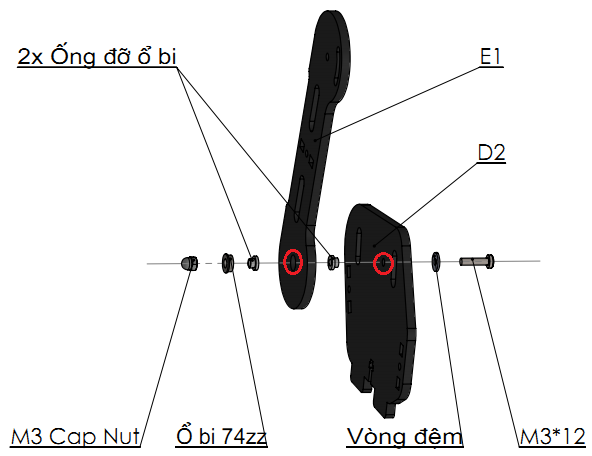 2x Ống đỡ ổ bi
E1
D2
M3 Cap Nut
Ổ bi 74zz
Vòng đệm
M3*12